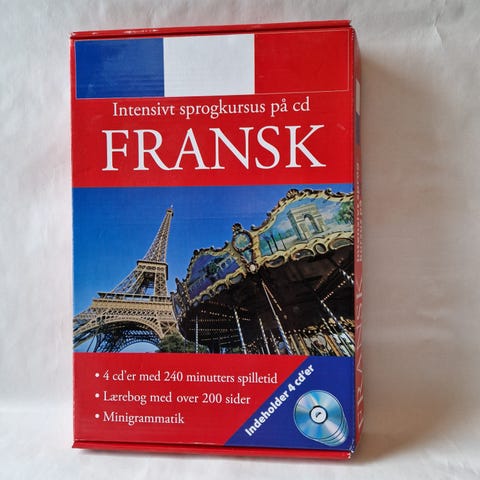 Intensivt sprogkursus på cd
FRANSK
• 4 cd'er med 240 minutters spilletid
• Lærebog med over 200 sider
• Minigrammatik
Indeholder 4 cd'er
FRANSK